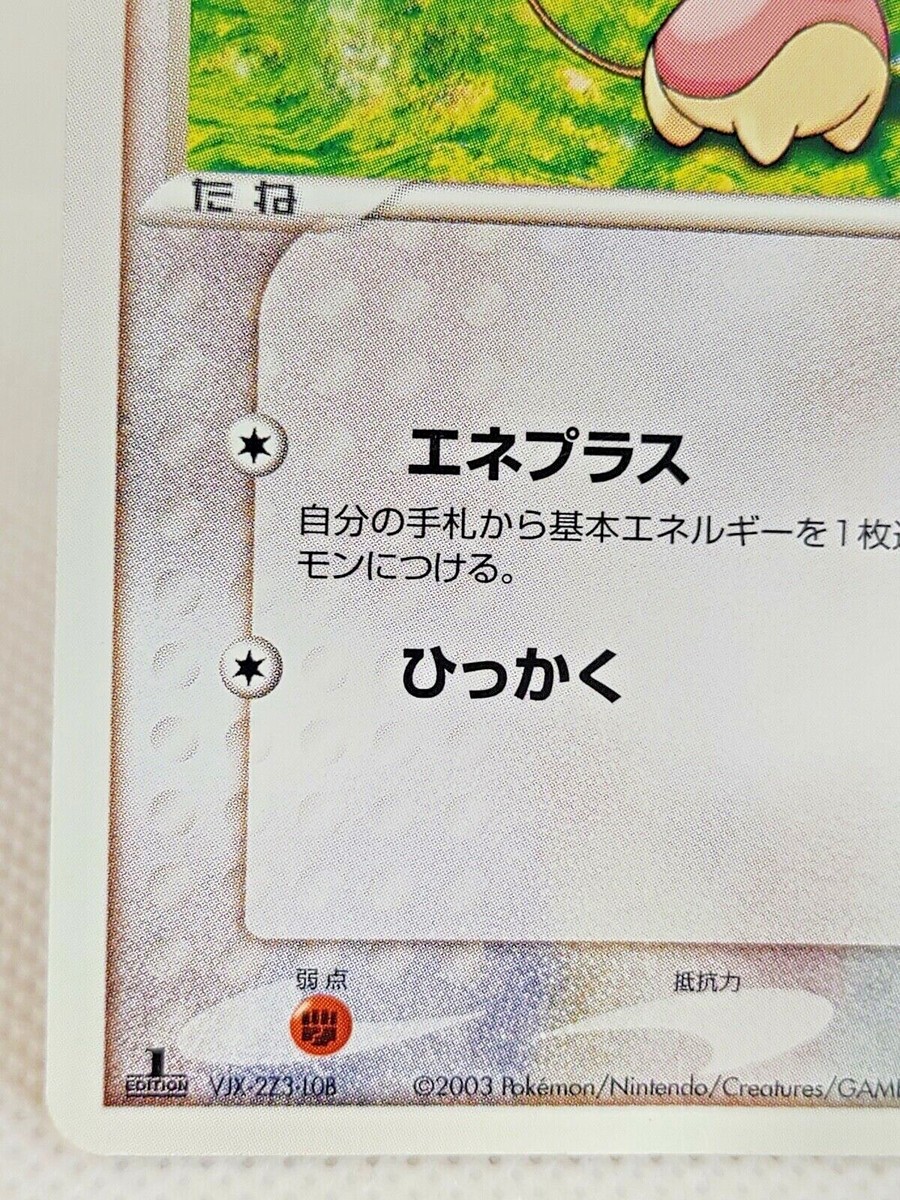 たね
エネプラス
自分の手札から基本エネルギーを1枚
モンにつける。
ひっかく
弱点
抵抗力
1
EDITION
VJX-2Z3-L0B
©2003 Pokémon/Nintendo/Creatures/GAM